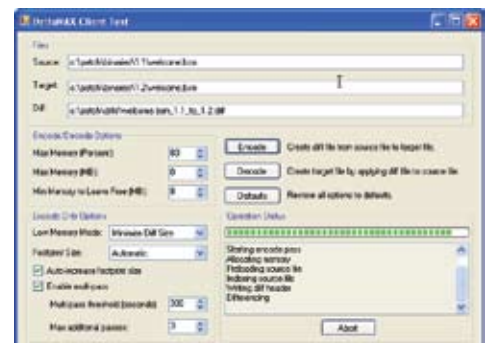 DeltaMAX Client Test
Files
Source
Target
Diff
Encode/Decode Options
Max Memory (Percent):
Max Memory (MB):
Min Memory to Leave Free (MB):
Encode Create diff file from source file to target file.
Decode Create target file by applying diff file to source file.
Defaults Restore all options to defaults.
Encode Only Options
Low Memory Mode: Minimize Diff Size
Footprint Size: Automatic
Auto-increase footprint size
Enable multi-pass
Multi-pass threshold (seconds): 300
Max additional passes: 3
Operation Status
Starting encode pass
Allocating memory
Preloading source file
Indexing source file
Writing diff header
Differencing
Abort